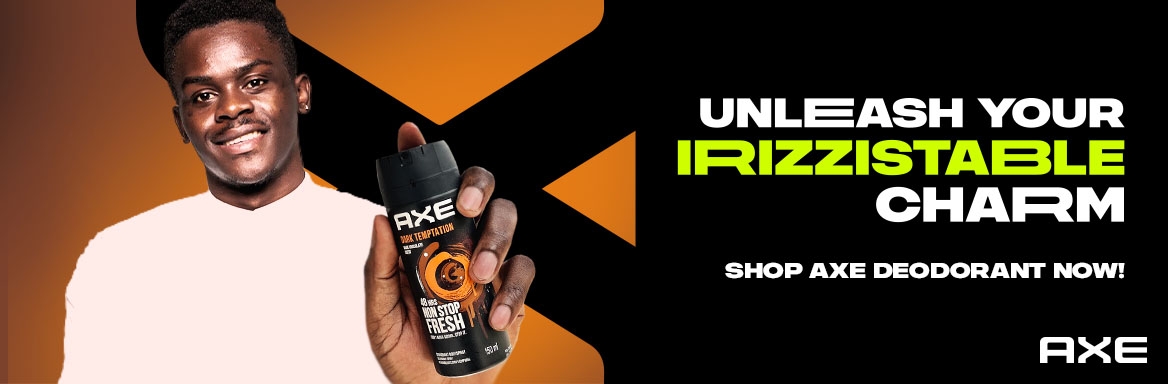 AXE
DARK TEMPTATION
48 HRS
NON STOP
FRESH
150 ml
UNLEASH YOUR
IRIZZISTABLE
CHARM
SHOP AXE DEODORANT NOW!
AXE